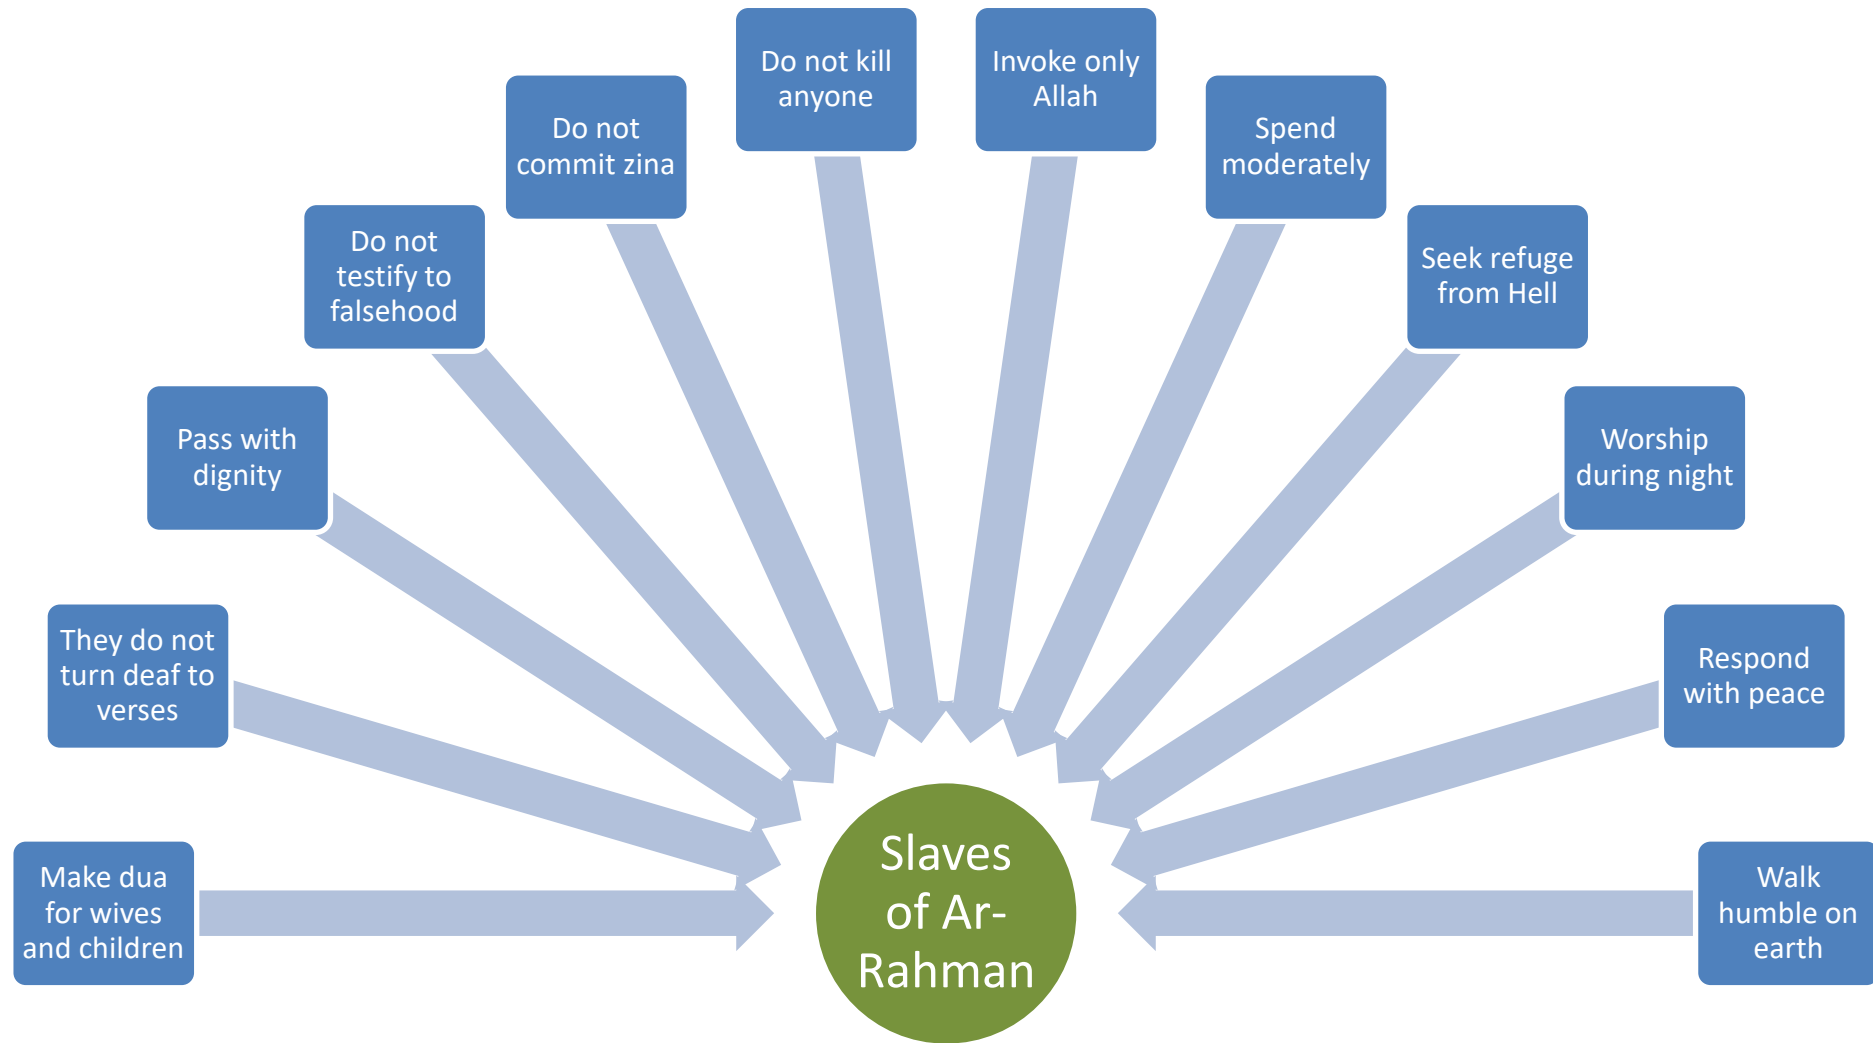 Do not kill
anyone
Invoke only
Allah
Do not
commit zina
Spend
moderately
Do not
testify to
falsehood
Seek refuge
from Hell
Pass with
dignity
Worship
during night
They do not
turn deaf to
verses
Respond
with peace
Make dua
for wives
and children
Slaves
of Ar-
Rahman
Walk
humble on
earth